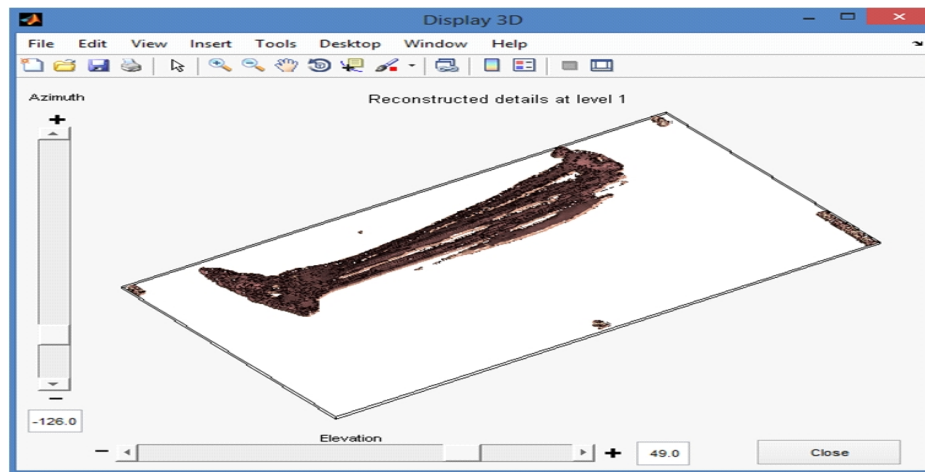 Display 3D
File Edit View Insert Tools Desktop Window Help
Azimuth
Reconstructed details at level 1
+
-
-126.0
Elevation
- + 49.0 Close